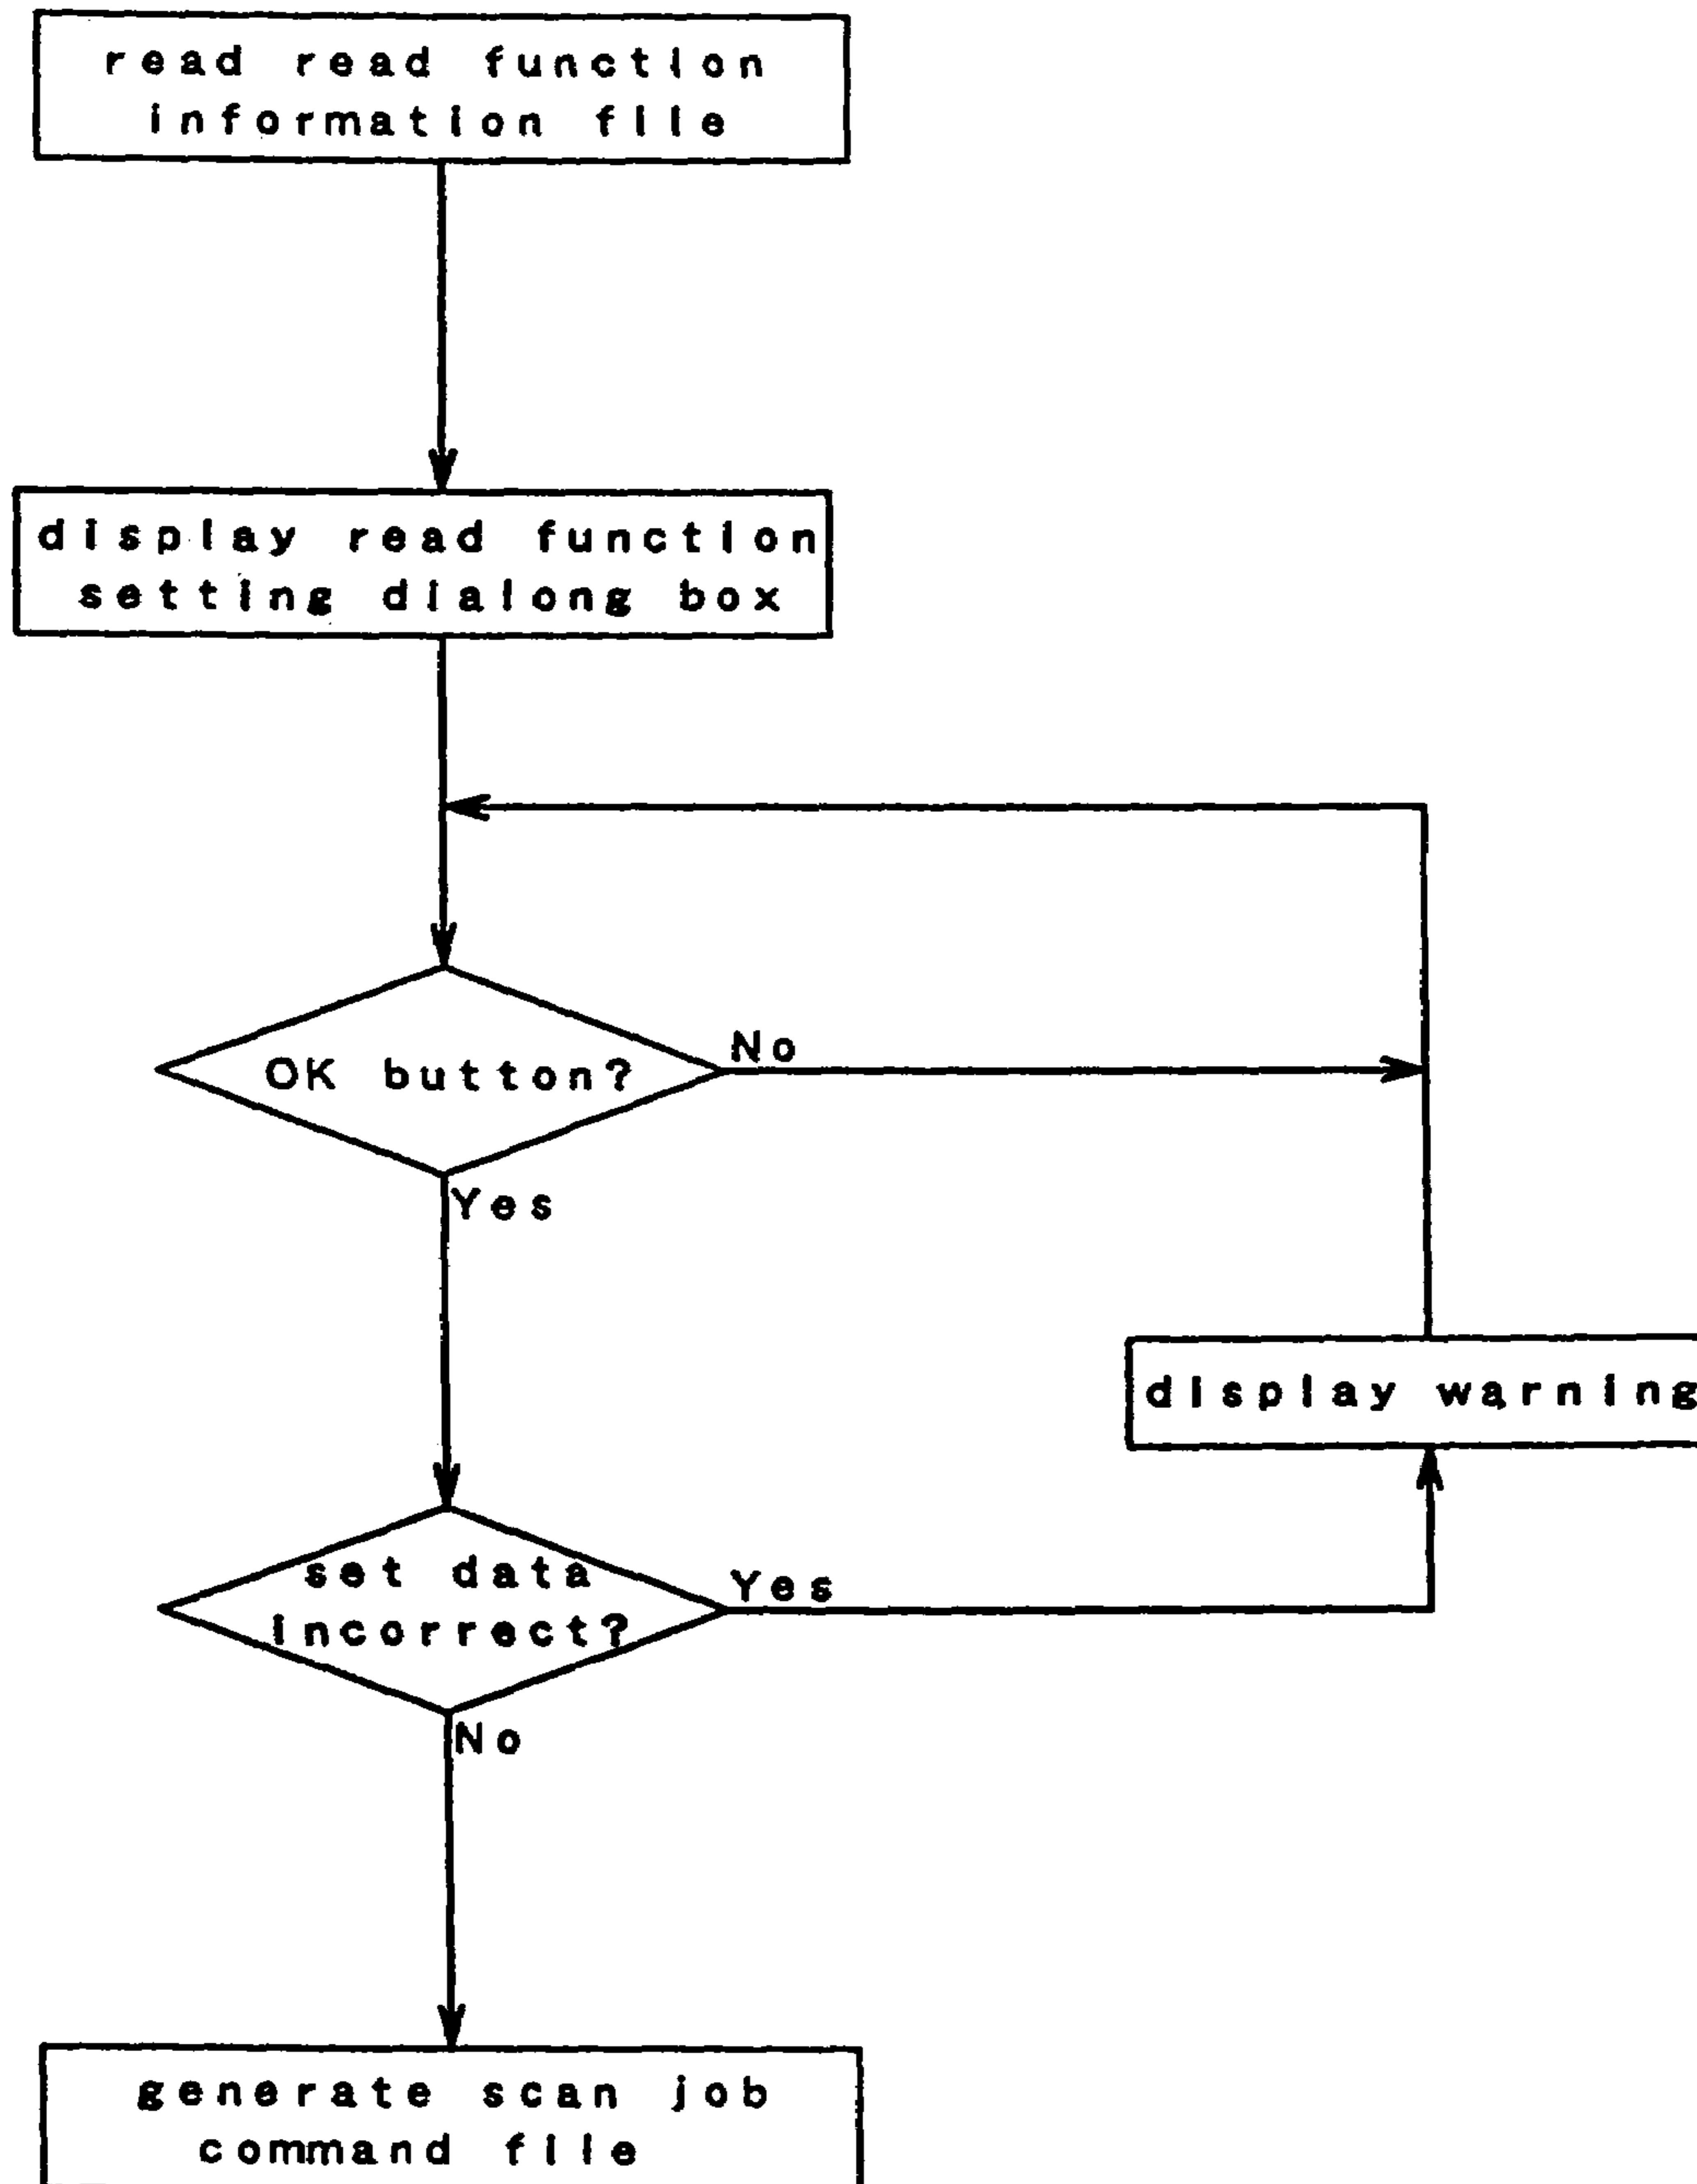 read read function
information file
display read function
setting dialong box
OK button?
No
Yes
display warning
set data
incorrect?
Yes
No
generate scan job
command file